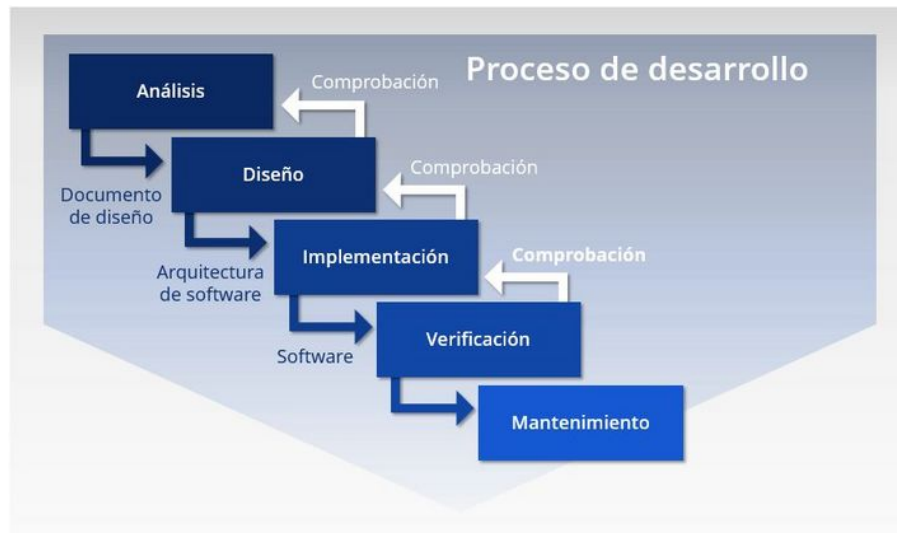 Proceso de desarrollo
Análisis
Comprobación
Documento
de diseño
Diseño
Comprobación
Arquitectura
de software
Implementación
Comprobación
Software
Verificación
Mantenimiento